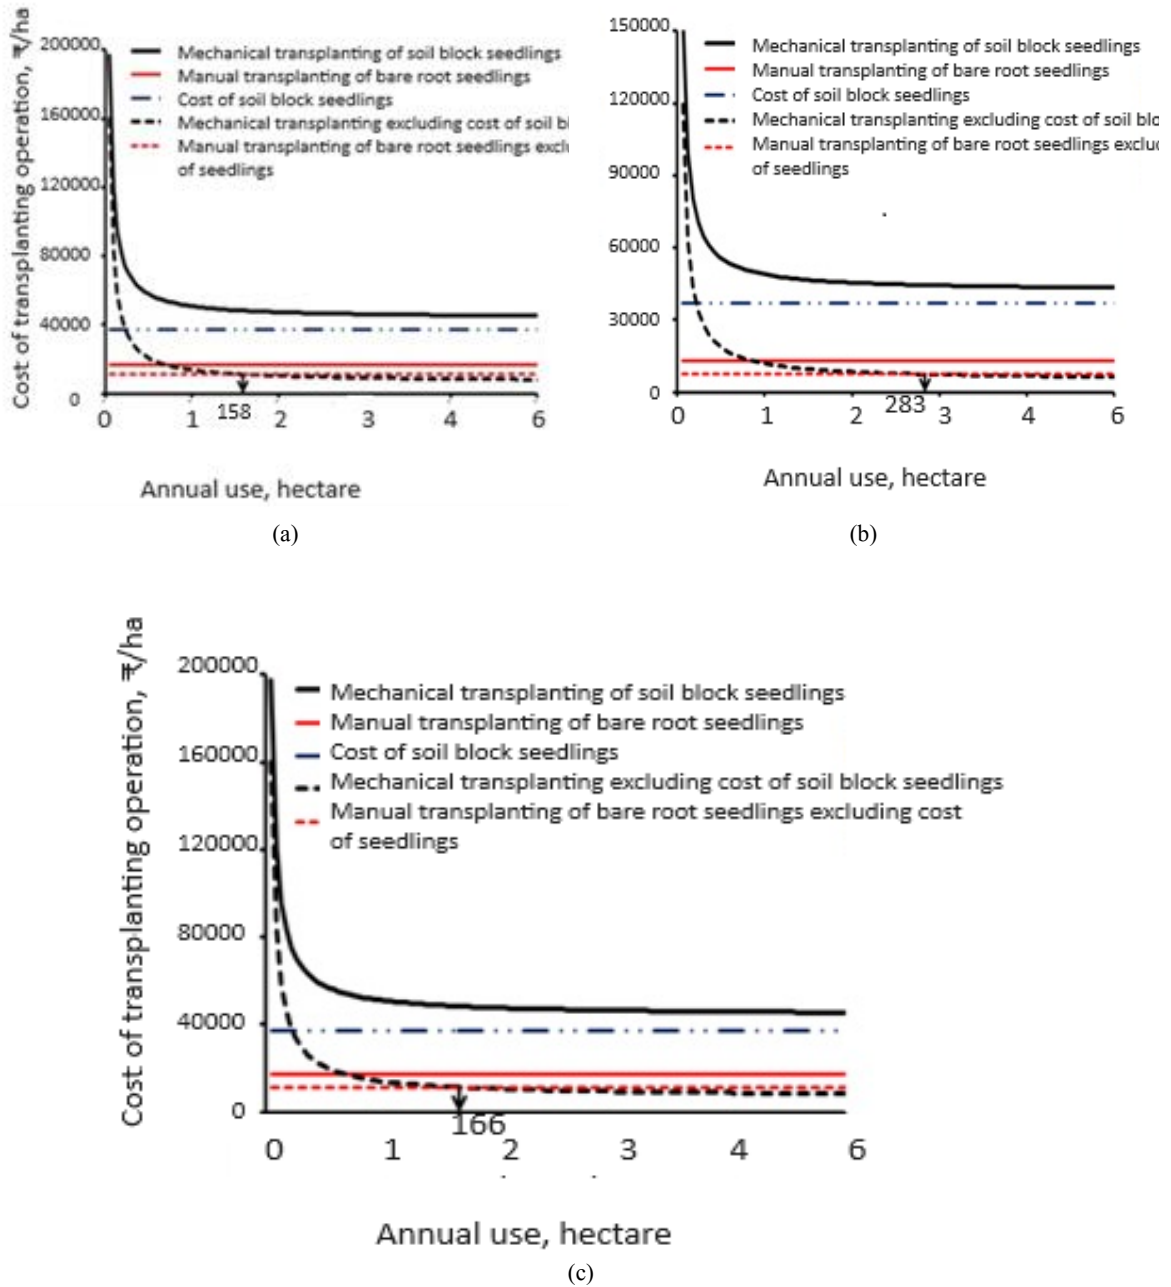 Cost of transplanting operation, ₹/ha
200000
160000
120000
80000
40000
0
Mechanical transplanting of soil block seedlings
Manual transplanting of bare root seedlings
Cost of soil block seedlings
Mechanical transplanting excluding cost of soil bl
Manual transplanting of bare root seedlings excl
of seedlings
0 1 158 2 3 4 6
Annual use, hectare
(a)
150000
120000
90000
60000
30000
0
Mechanical transplanting of soil block seedlings
Manual transplanting of bare root seedlings
Cost of soil block seedlings
Mechanical transplanting excluding cost of soil blo
Manual transplanting of bare root seedlings exclud
of seedlings
0 1 2 283 3 4 6
Annual use, hectare
(b)
Cost of transplanting operation, ₹/ha
200000
160000
120000
80000
40000
0
Mechanical transplanting of soil block seedlings
Manual transplanting of bare root seedlings
Cost of soil block seedlings
Mechanical transplanting excluding cost of soil block seedlings
Manual transplanting of bare root seedlings excluding cost
of seedlings
166
0 1 2 3 4 6
Annual use, hectare
(c)